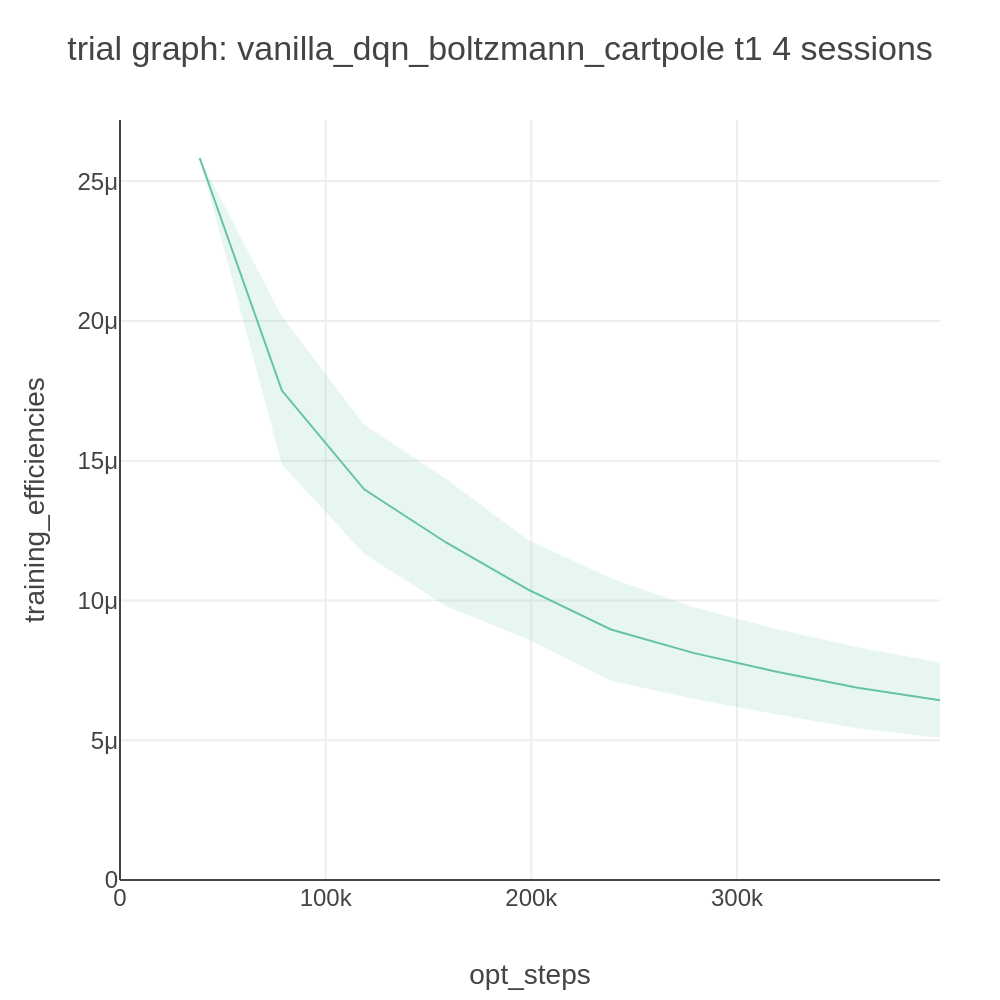 trial graph: vanilla_dqn_boltzmann_cartpole t1 4 sessions
25μ
20μ
15μ
10μ
5μ
0
training_efficiencies
0 100k 200k 300k
opt_steps